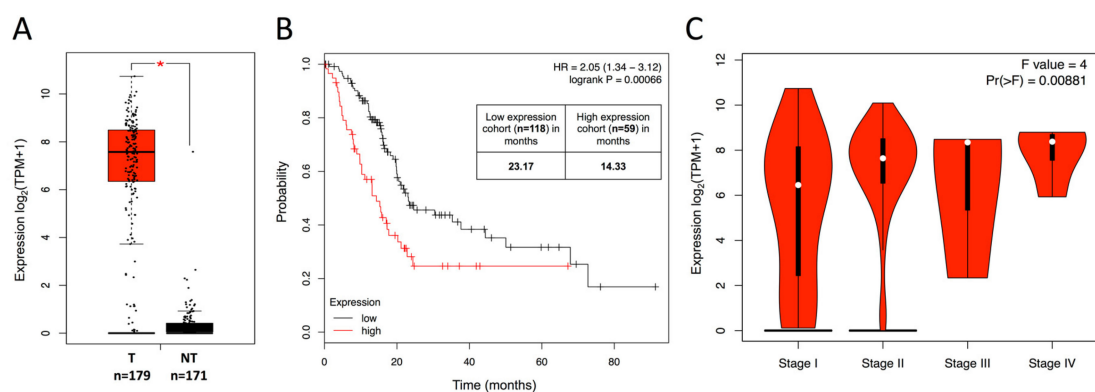 A
Expression log2(TPM+1)
10
8
6
4
2
0
*
T
n=179
NT
n=171
B
Probability
1.0
0.8
0.6
0.4
0.2
0.0
HR = 2.05 (1.34 − 3.12)
logrank P = 0.00066
Low expression cohort (n=118) in months
High expression cohort (n=59) in months
23.17
14.33
Expression
low
high
0
20
40
60
80
Time (months)
C
Expression log2(TPM+1)
12
10
8
6
4
2
0
F value = 4
Pr(>F) = 0.00881
Stage I
Stage II
Stage III
Stage IV